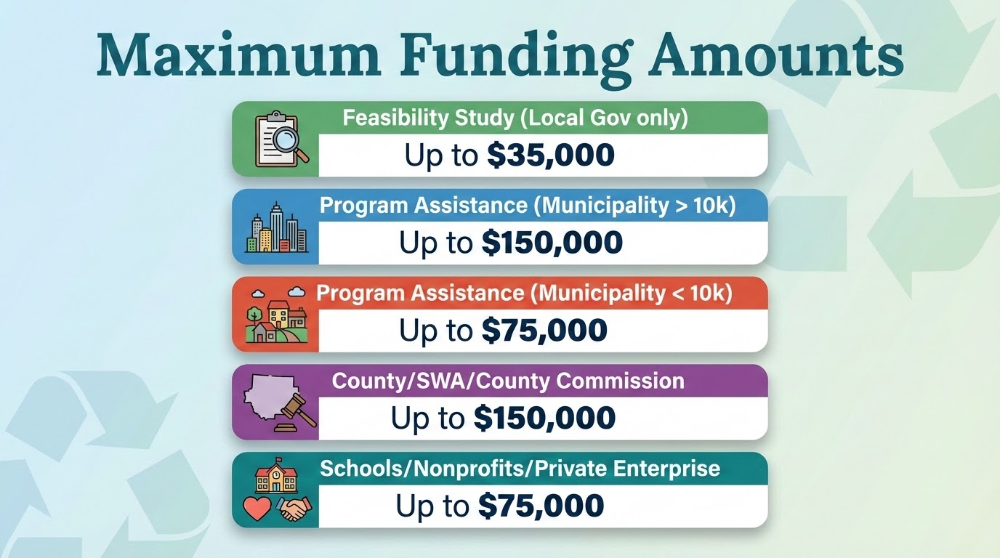 Maximum Funding Amounts
Feasibility Study (Local Gov only)
Up to $35,000
Program Assistance (Municipality > 10k)
Up to $150,000
Program Assistance (Municipality < 10k)
Up to $75,000
County/SWA/County Commission
Up to $150,000
Schools/Nonprofits/Private Enterprise
Up to $75,000